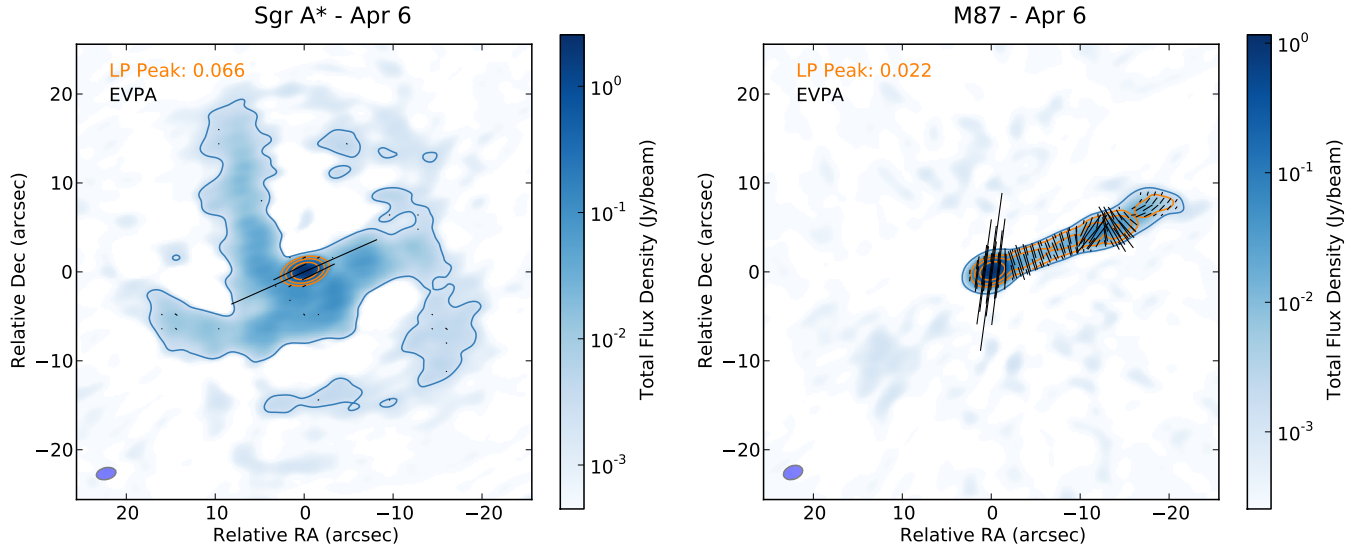 Sgr A* - Apr 6
LP Peak: 0.066
EVPA
Relative Dec (arcsec)
20
10
0
−10
−20
20
10
0
−10
−20
Relative RA (arcsec)
10^0
10^-1
10^-2
10^-3
Total Flux Density (Jy/beam)
M87 - Apr 6
LP Peak: 0.022
EVPA
Relative Dec (arcsec)
20
10
0
−10
−20
20
10
0
−10
−20
Relative RA (arcsec)
10^0
10^-1
10^-2
10^-3
Total Flux Density (Jy/beam)